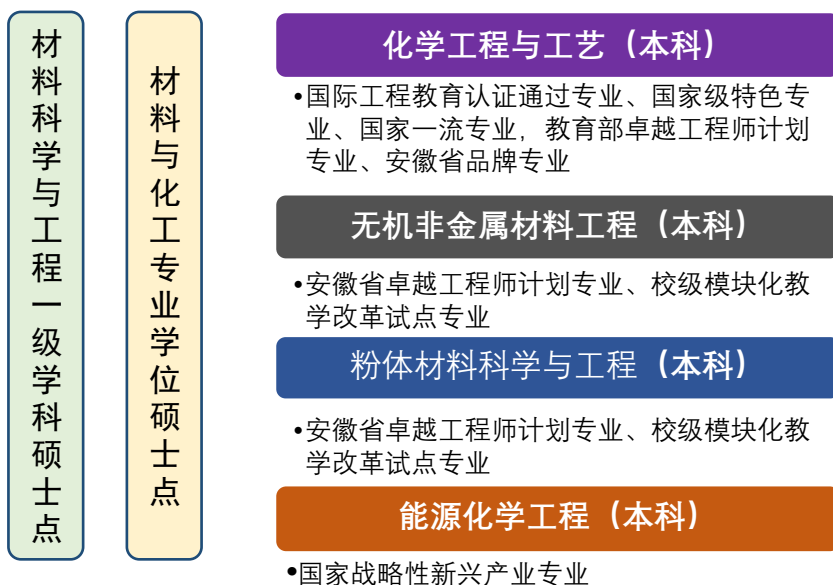 材料科学与工程一级学科硕士点
材料与化工专业学位硕士点
化学工程与工艺（本科）
•国际工程教育认证通过专业、国家级特色专
业、国家一流专业，教育部卓越工程师计划
专业、安徽省品牌专业
无机非金属材料工程（本科）
•安徽省卓越工程师计划专业、校级模块化教
学改革试点专业
粉体材料科学与工程（本科）
•安徽省卓越工程师计划专业、校级模块化教
学改革试点专业
能源化学工程（本科）
•国家战略性新兴产业专业